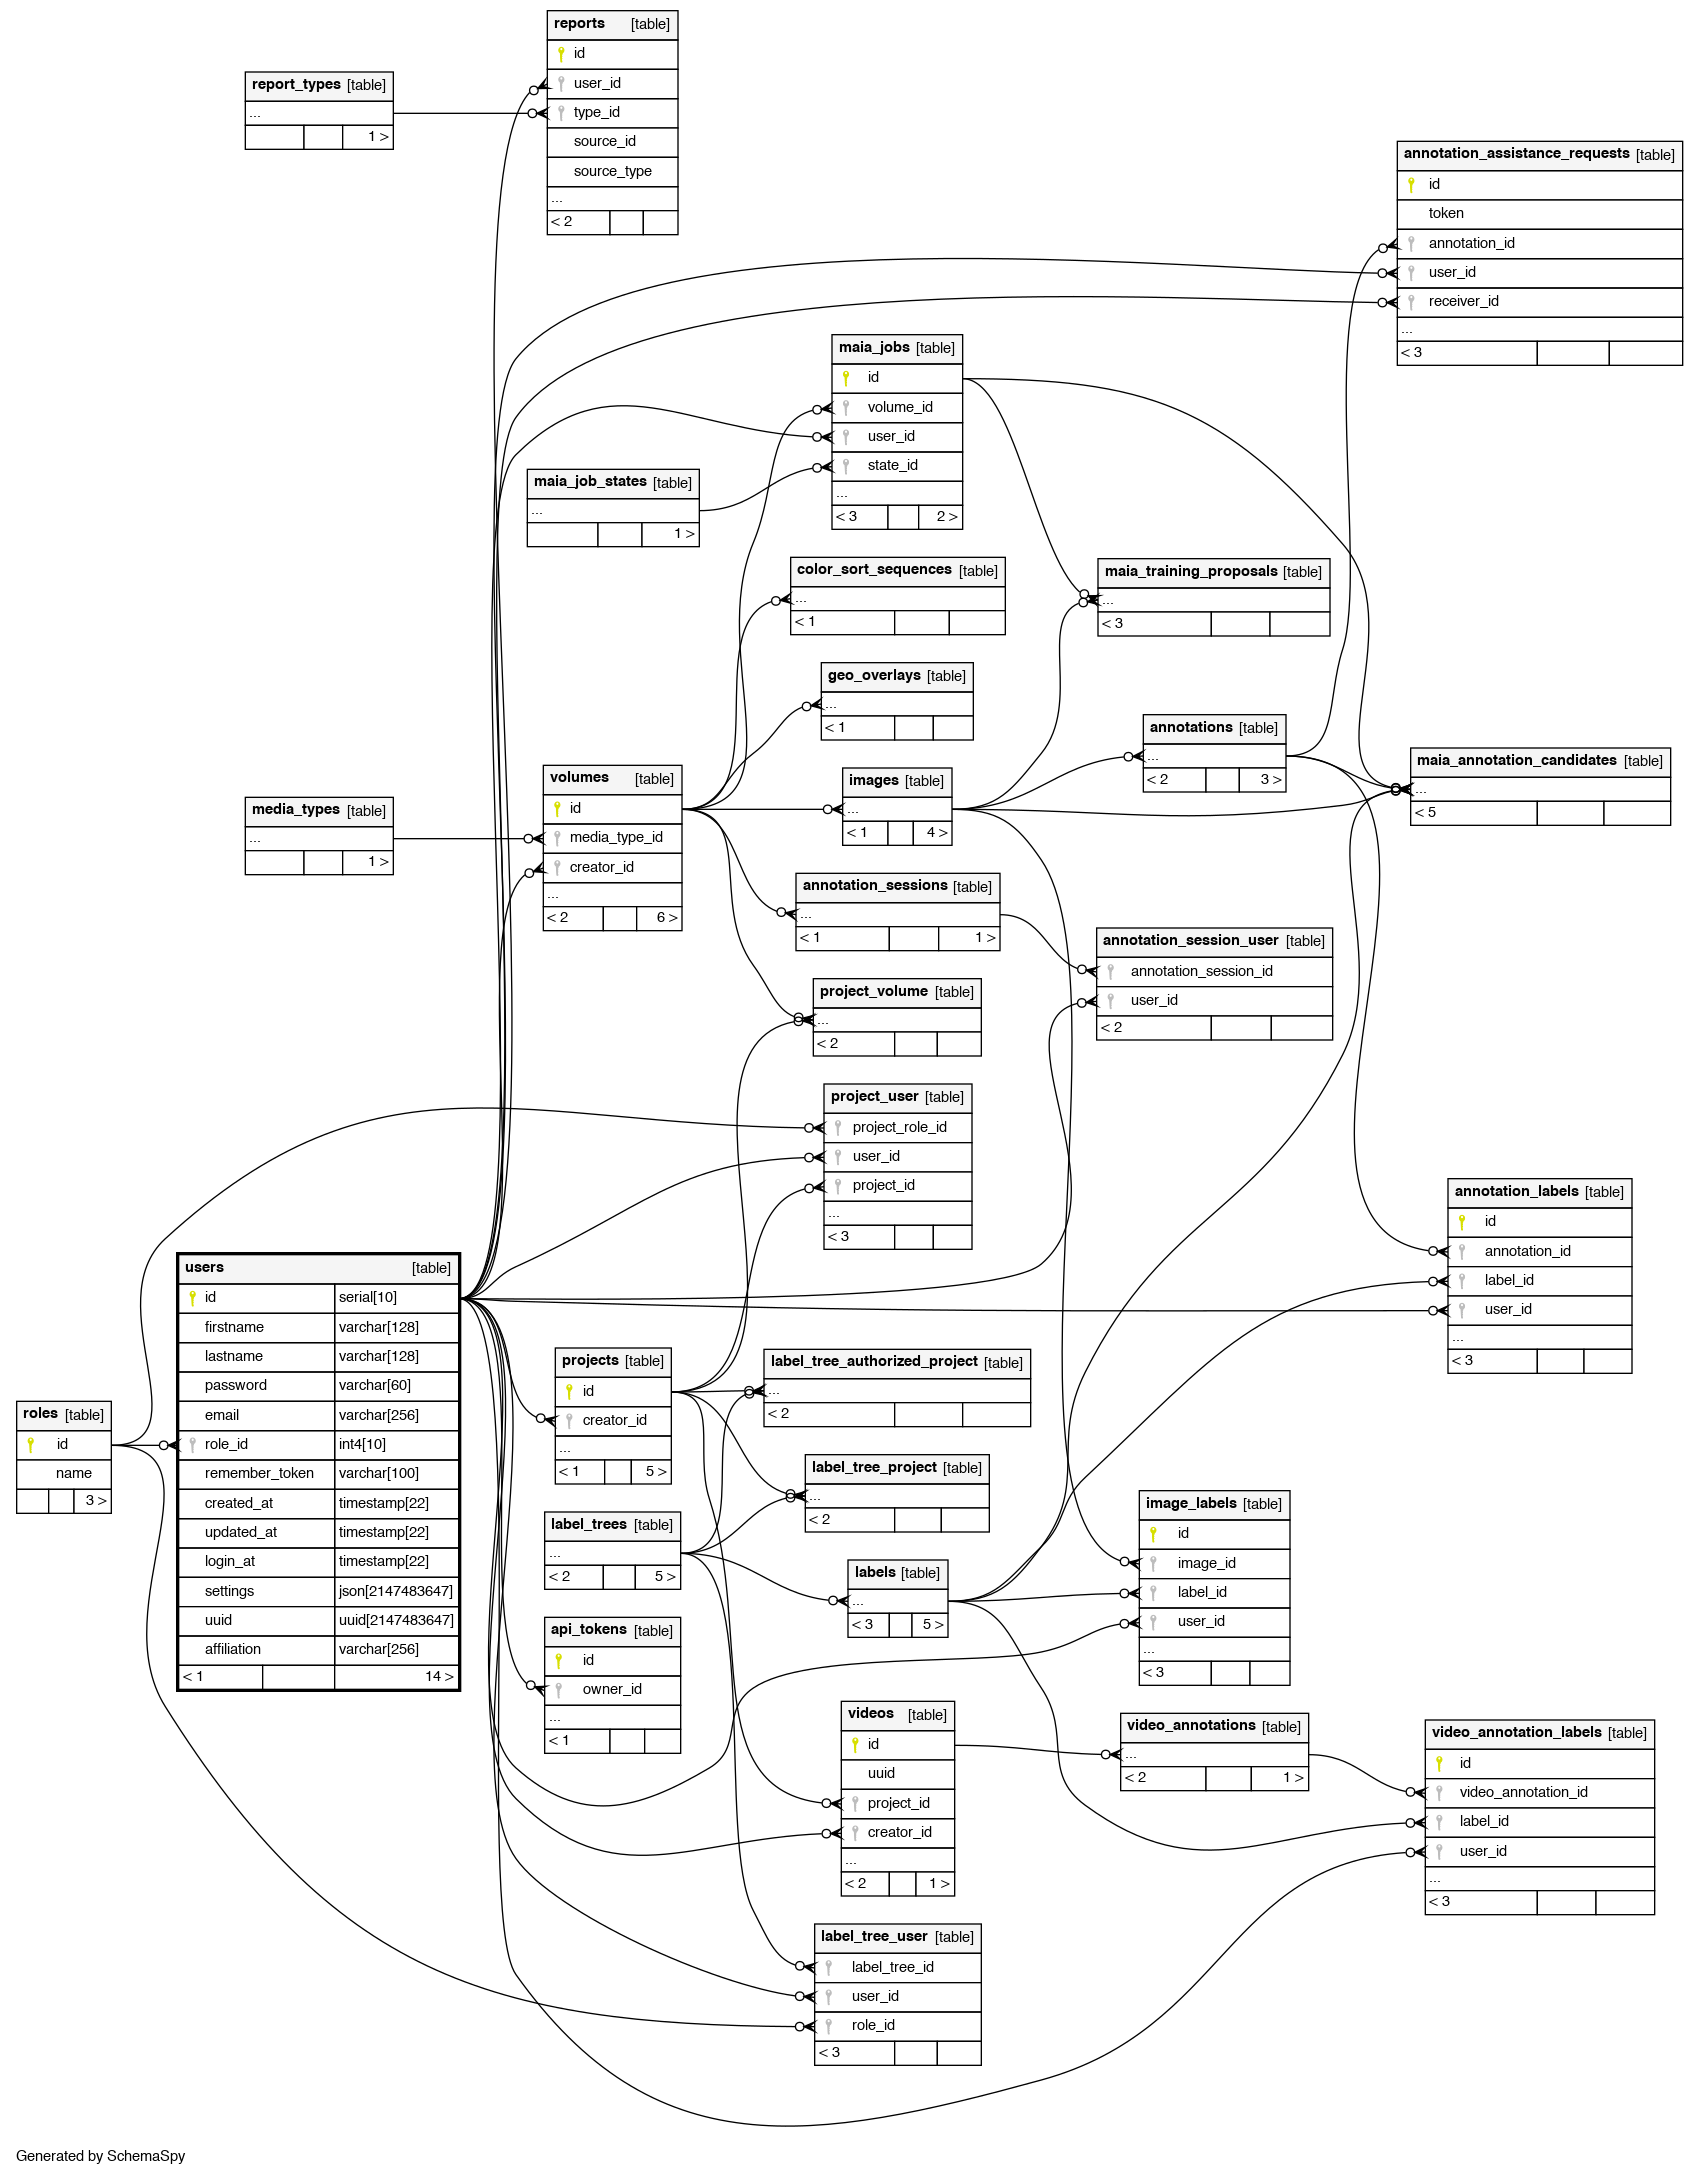 reports [table]
id
user_id
type_id
source_id
source_type
...
< 2
report_types [table]
...
1 >
annotation_assistance_requests [table]
id
token
annotation_id
user_id
receiver_id
...
< 3
maia_jobs [table]
id
volume_id
user_id
state_id
...
< 3 2 >
maia_job_states [table]
...
1 >
color_sort_sequences [table]
...
< 1
maia_training_proposals [table]
...
< 3
geo_overlays [table]
...
< 1
annotations [table]
...
< 2 3 >
maia_annotation_candidates [table]
...
< 5
volumes [table]
id
media_type_id
creator_id
...
< 2 6 >
images [table]
...
< 1 4 >
media_types [table]
...
1 >
annotation_sessions [table]
...
< 1 1 >
annotation_session_user [table]
annotation_session_id
user_id
< 2
project_volume [table]
...
< 2
project_user [table]
project_role_id
user_id
project_id
...
< 3
annotation_labels [table]
id
annotation_id
label_id
user_id
...
< 3
users [table]
id serial[10]
firstname varchar[128]
lastname varchar[128]
password varchar[60]
email varchar[256]
role_id int4[10]
remember_token varchar[100]
created_at timestamp[22]
updated_at timestamp[22]
login_at timestamp[22]
settings json[2147483647]
uuid uuid[2147483647]
affiliation varchar[256]
< 1 14 >
roles [table]
id
name
3 >
projects [table]
id
creator_id
...
< 1 5 >
label_tree_authorized_project [table]
...
< 2
label_tree_project [table]
...
< 2
label_trees [table]
...
< 2 5 >
labels [table]
...
< 3 5 >
image_labels [table]
id
image_id
label_id
user_id
...
< 3
api_tokens [table]
id
owner_id
...
< 1
videos [table]
id
uuid
project_id
creator_id
...
< 2 1 >
video_annotations [table]
...
< 2 1 >
video_annotation_labels [table]
id
video_annotation_id
label_id
user_id
...
< 3
label_tree_user [table]
label_tree_id
user_id
role_id
< 3
Generated by SchemaSpy